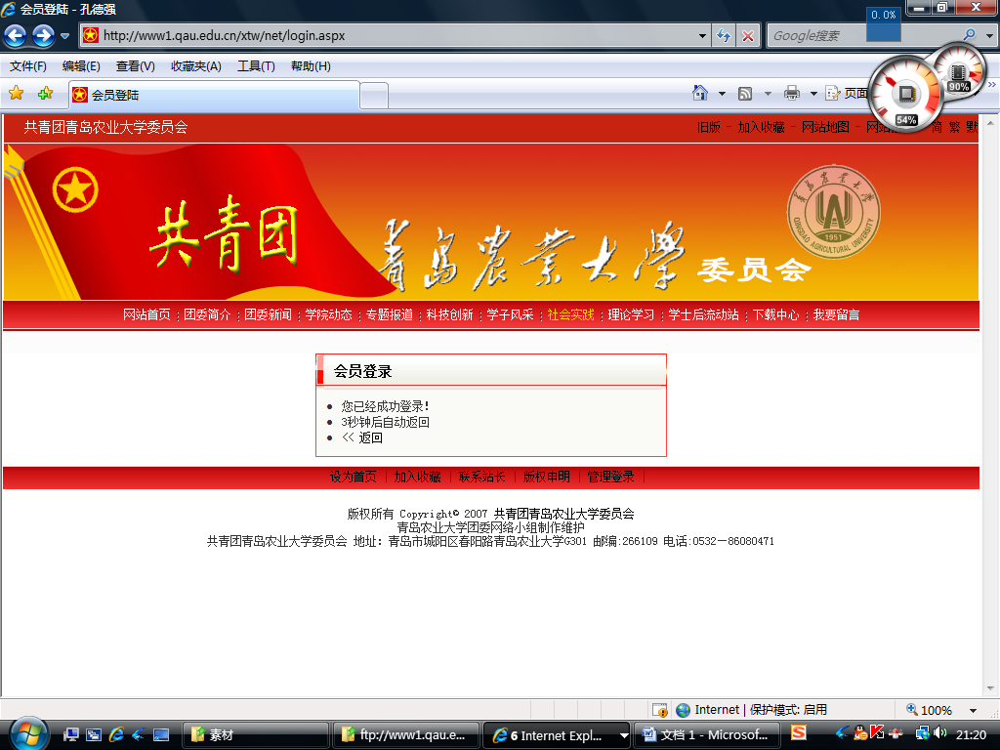 会员登陆 - 孔德强
0.0%
http://www1.qau.edu.cn/xtw/net/login.aspx
Google搜索
文件(F) 编辑(E) 查看(V) 收藏夹(A) 工具(T) 帮助(H)
90%
会员登陆
页面
54%
共青团青岛农业大学委员会
旧版 - 加入收藏 - 网站地图 - 网站 简 繁 默
共青团
青岛农业大学 委员会
青岛农业大学
1951
QINGDAO AGRICULTURAL UNIVERSITY
网站首页 ┊ 团委简介 ┊ 团委新闻 ┊ 学院动态 ┊ 专题报道 ┊ 科技创新 ┊ 学子风采 ┊ 社会实践 ┊ 理论学习 ┊ 学士后流动站 ┊ 下载中心 ┊ 我要留言
会员登录
• 您已经成功登录!
• 3秒钟后自动返回
• << 返回
设为首页 | 加入收藏 | 联系站长 | 版权申明 | 管理登录 |
版权所有 Copyright© 2007 共青团青岛农业大学委员会
青岛农业大学团委网络小组制作维护
共青团青岛农业大学委员会 地址: 青岛市城阳区春阳路青岛农业大学G301 邮编:266109 电话:0532－86080471
Internet | 保护模式: 启用
100%
素材
ftp://www1.qau.e...
6 Internet Expl...
文档 1 - Microsof...
21:20